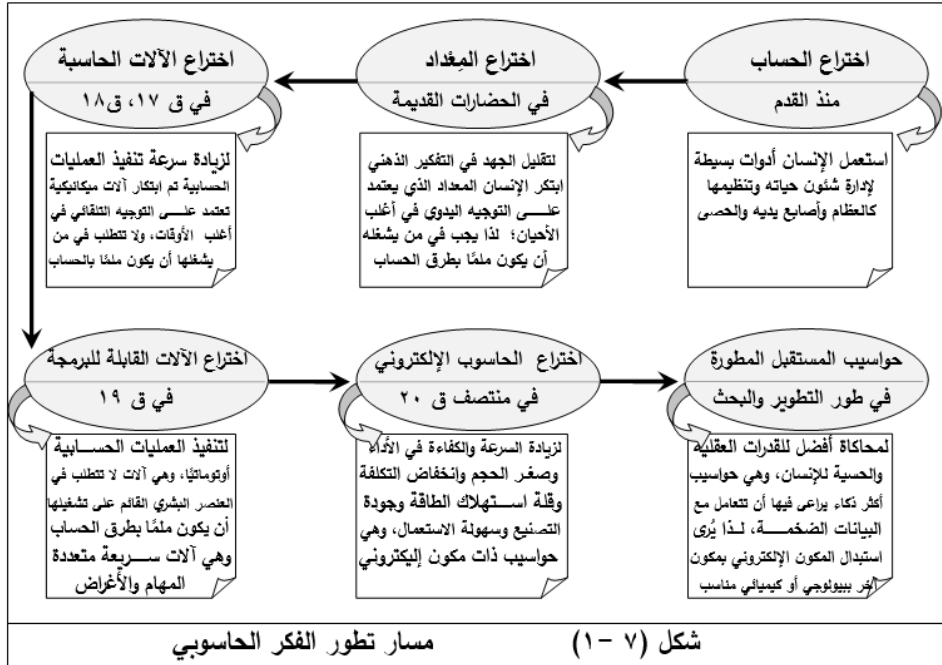 اختراع الحساب
منذ القدم
استعمل الإنسان أدوات بسيطة
لإدارة شئون حياته وتنظيمها
كالعظام وأصابع يديه والحصى
اختراع المِعْداد
في الحضارات القديمة
لتقليل الجهد في التفكير الذهني
ابتكر الإنسان المعداد الذي يعتمد
علـــى التوجيه اليدوي في أغلب
الأحيان؛ لذا يجب في من يشغله
أن يكون ملمًا بطرق الحساب
اختراع الآلات الحاسبة
في ق ١٧، ق١٨
لزيادة سرعة تنفيذ العمليات
الحسابية تم ابتكار آلات ميكانيكية
تعتمد علـــى التوجيه التلقائي في
أغلب الأوقات، ولا تتطلب في من
يشغلها أن يكون ملمًا بالحساب
اختراع الآلات القابلة للبرمجة
في ق ١٩
لتنفيذ العمليات الحســـابية
أوتوماتيًا، وهي آلات لا تتطلب في
العنصر البشري القائم على تشغيلها
أن يكون ملمًا بطرق الحساب
وهي آلات ســـريعة متعددة
المهام والأغراض
اختراع الحاسوب الإلكتروني
في منتصف ق ٢٠
لزيادة السرعة والكفاءة في الأداء
وصغر الحجم وانخفاض التكلفة
وقلة اســـتهلاك الطاقة وجودة
التصنيع وسهولة الاستعمال، وهي
حواسيب ذات مكون إليكتروني
حواسيب المستقبل المطورة
في طور التطوير والبحث
لمحاكاة أفضل للقدرات العقلية
والحسية للإنسان، وهي حواسيب
أكثر ذكاء يراعى فيها أن تتعامل مع
البيانات الضخمـــة، لـذا يُرى
استبدال المكون الإلكتروني بمكون
آخر ببيولوجي أو كيميائي مناسب
شكل (٧ –١) مسار تطور الفكر الحاسوبي